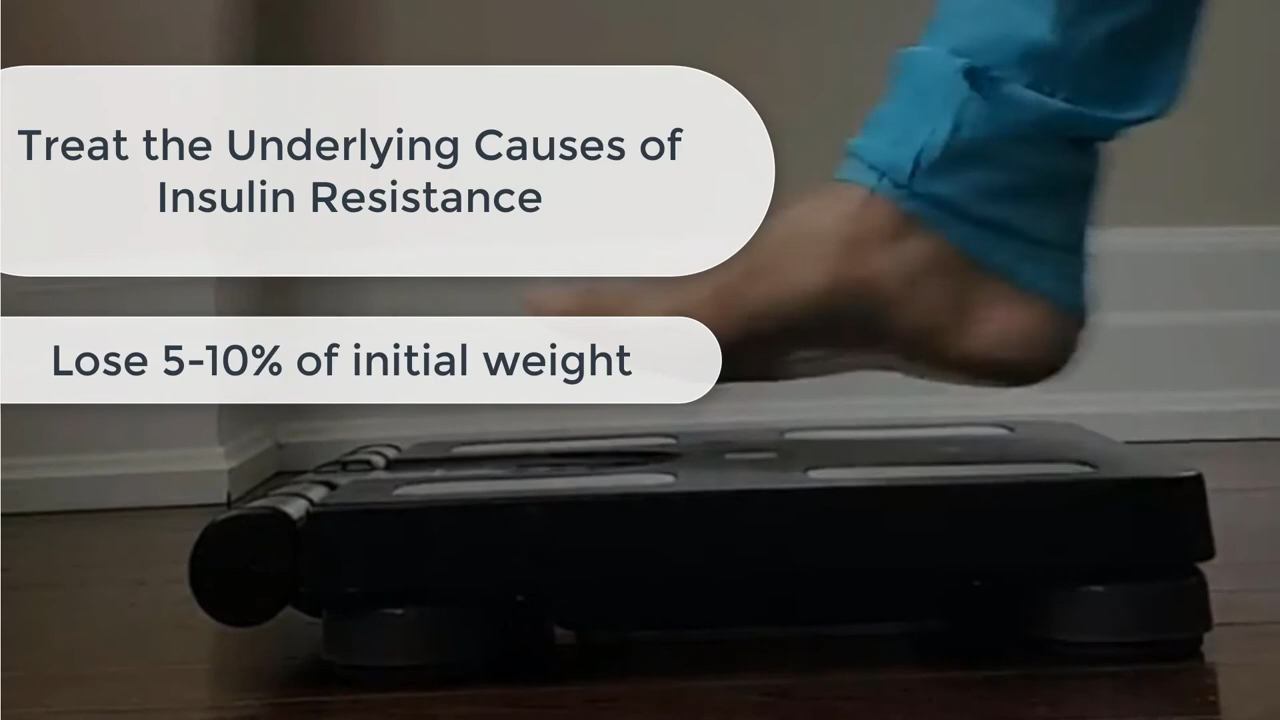 Treat the Underlying Causes of
Insulin Resistance
Lose 5-10% of initial weight